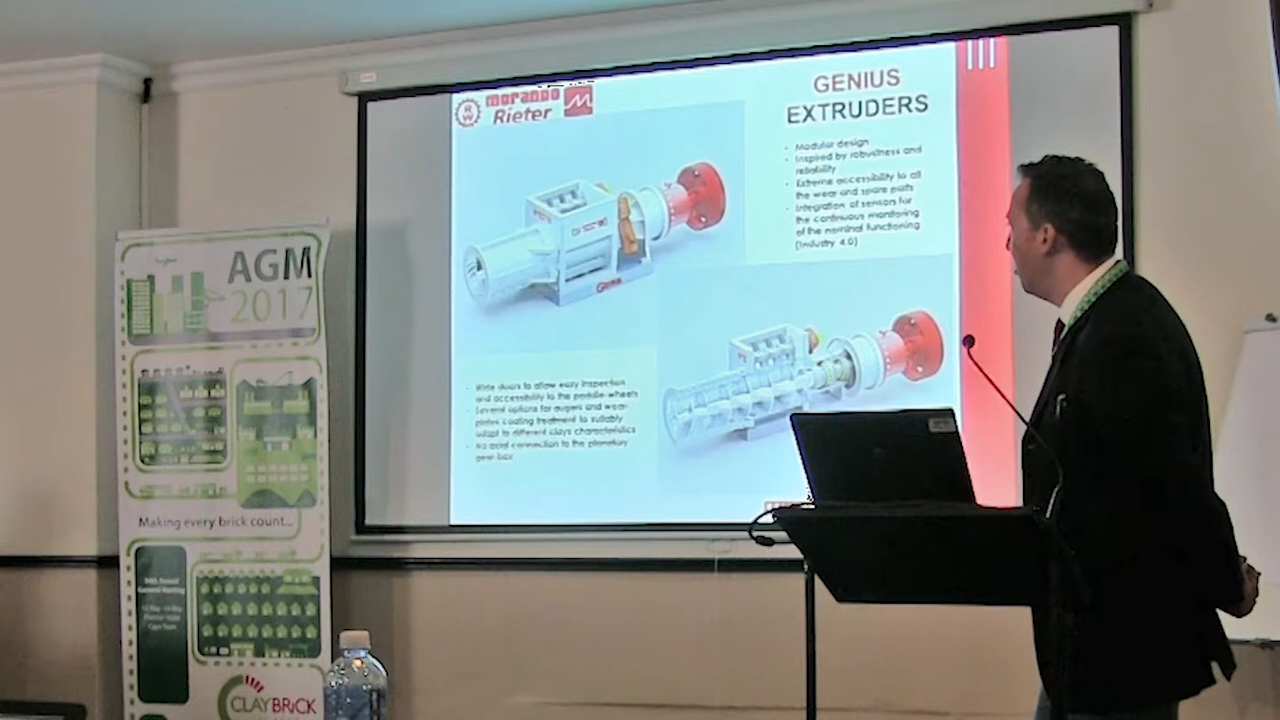 AGM
2017
Making every brick count...
General Meeting
CLAYBRiCK
RW
morando
Rieter
M
GENIUS
EXTRUDERS
- Modular design
- Inspired by robustness and
reliability
- Extreme accessibility to all
the wear and spare parts
- Integration of sensors for
the continuous monitoring
of the nominal functioning
(Industry 4.0)
- Wide doors to allow easy inspection
and accessibility to the paddle-wheels
- Several options for augers and wear-
plates coating treatment to suitably
adapt to different clays characteristics
- No axial connection to the planetary
gear-box